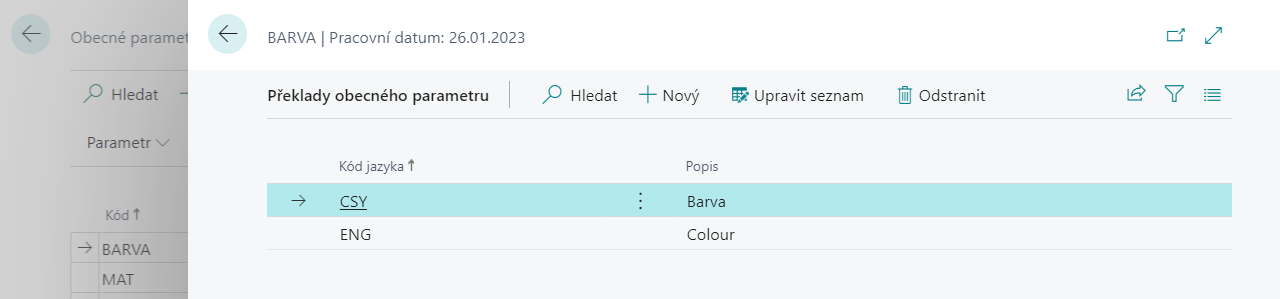 Obecné paramet
Hledat
Parametr
Kód
BARVA
MAT
BARVA | Pracovní datum: 26.01.2023
Překlady obecného parametru
Hledat
Nový
Upravit seznam
Odstranit
Kód jazyka Popis
CSY Barva
ENG Colour